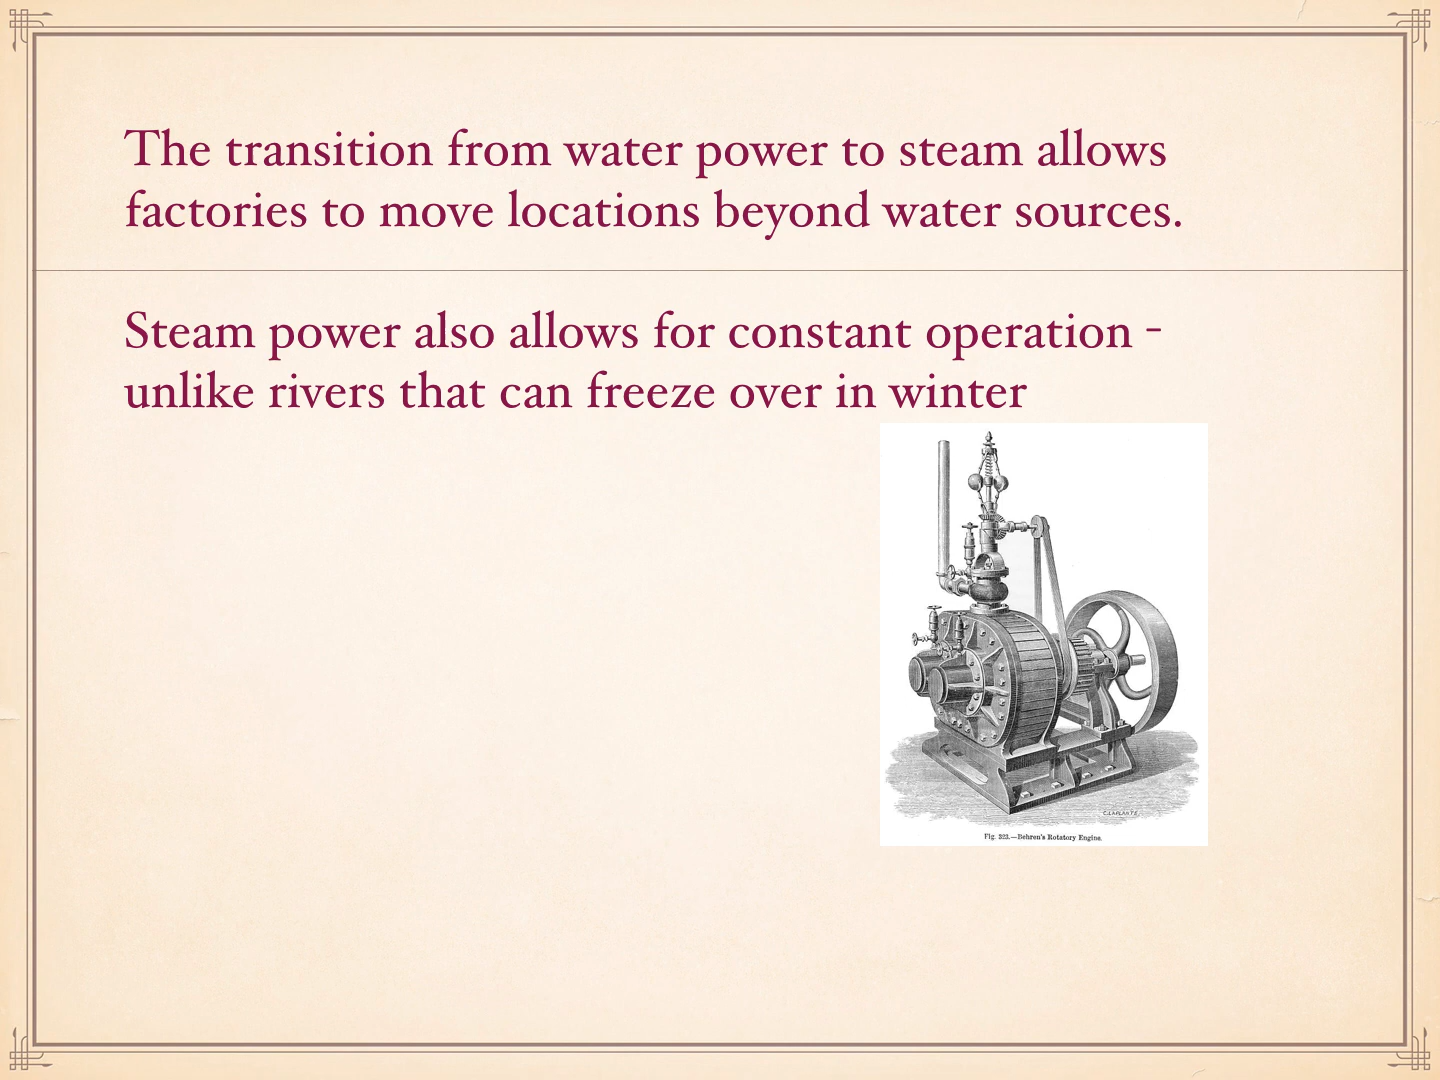 The transition from water power to steam allows
factories to move locations beyond water sources.
Steam power also allows for constant operation -
unlike rivers that can freeze over in winter
C.LAPLANTE.
Fig. 323.—Behren's Rotatory Engine.